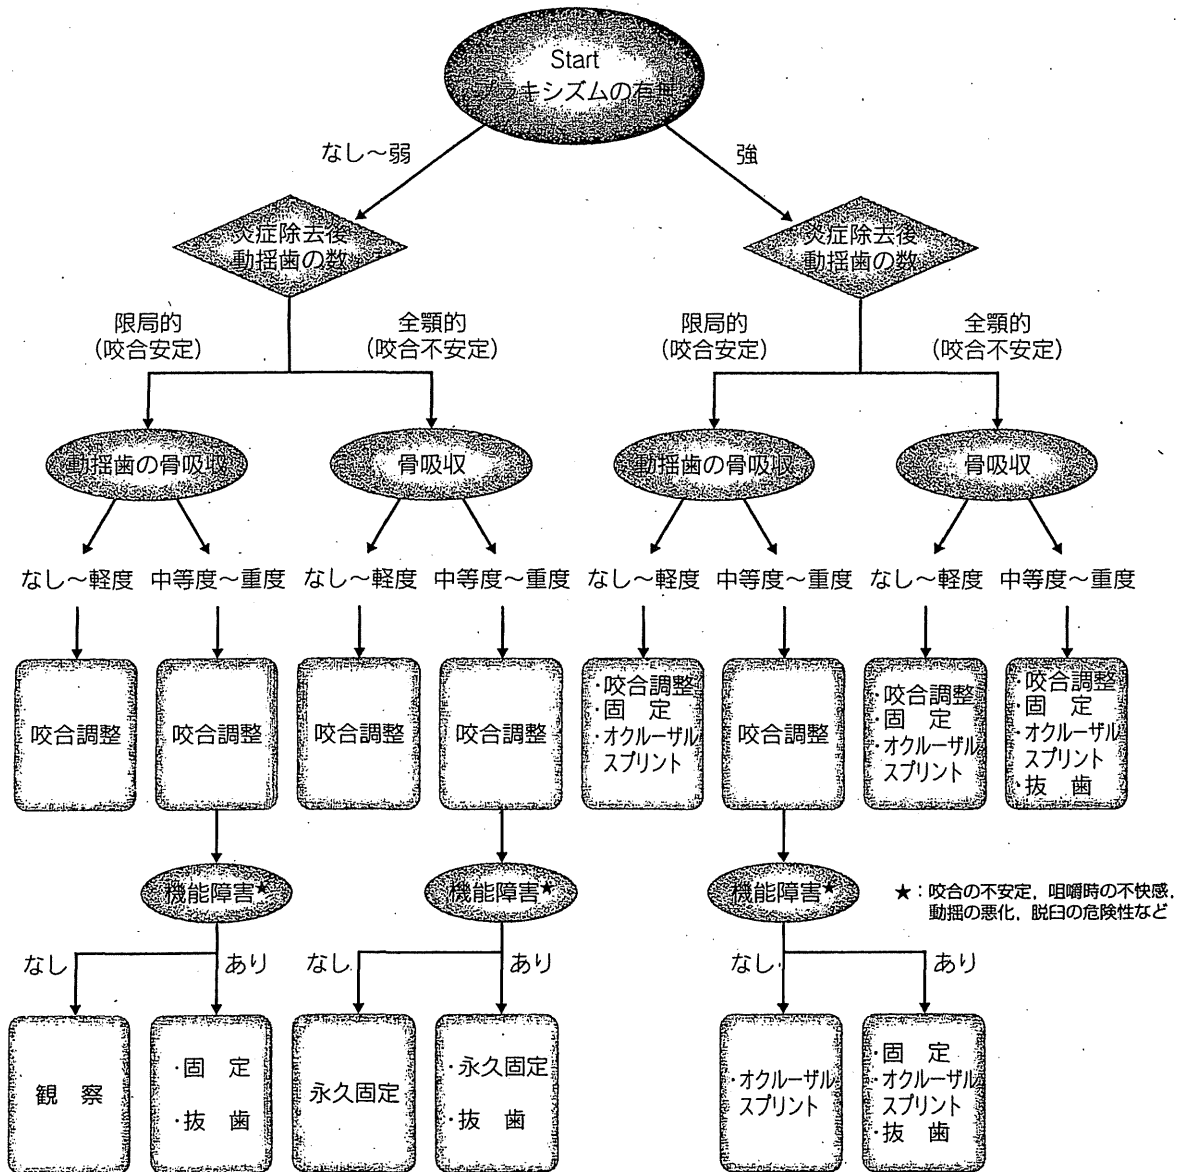 Start
ブラキシズムの有無
なし～弱
強
炎症除去後
動揺歯の数
炎症除去後
動揺歯の数
限局的
(咬合安定)
全顎的
(咬合不安定)
限局的
(咬合安定)
全顎的
(咬合不安定)
動揺歯の骨吸収
骨吸収
動揺歯の骨吸収
骨吸収
なし～軽度
中等度～重度
なし～軽度
中等度～重度
なし～軽度
中等度～重度
なし～軽度
中等度～重度
咬合調整
咬合調整
咬合調整
咬合調整
・咬合調整
・固　定
・オクルーザル
スプリント
咬合調整
・咬合調整
・固　定
・オクルーザル
スプリント
・咬合調整
・固　定
・オクルーザル
スプリント
・抜　歯
機能障害★
機能障害★
機能障害★
★：咬合の不安定，咀嚼時の不快感，
動揺の悪化，脱臼の危険性など
なし
あり
なし
あり
なし
あり
観　察
・固　定
・抜　歯
永久固定
・永久固定
・抜　歯
・オクルーザル
スプリント
・固　定
・オクルーザル
スプリント
・抜　歯